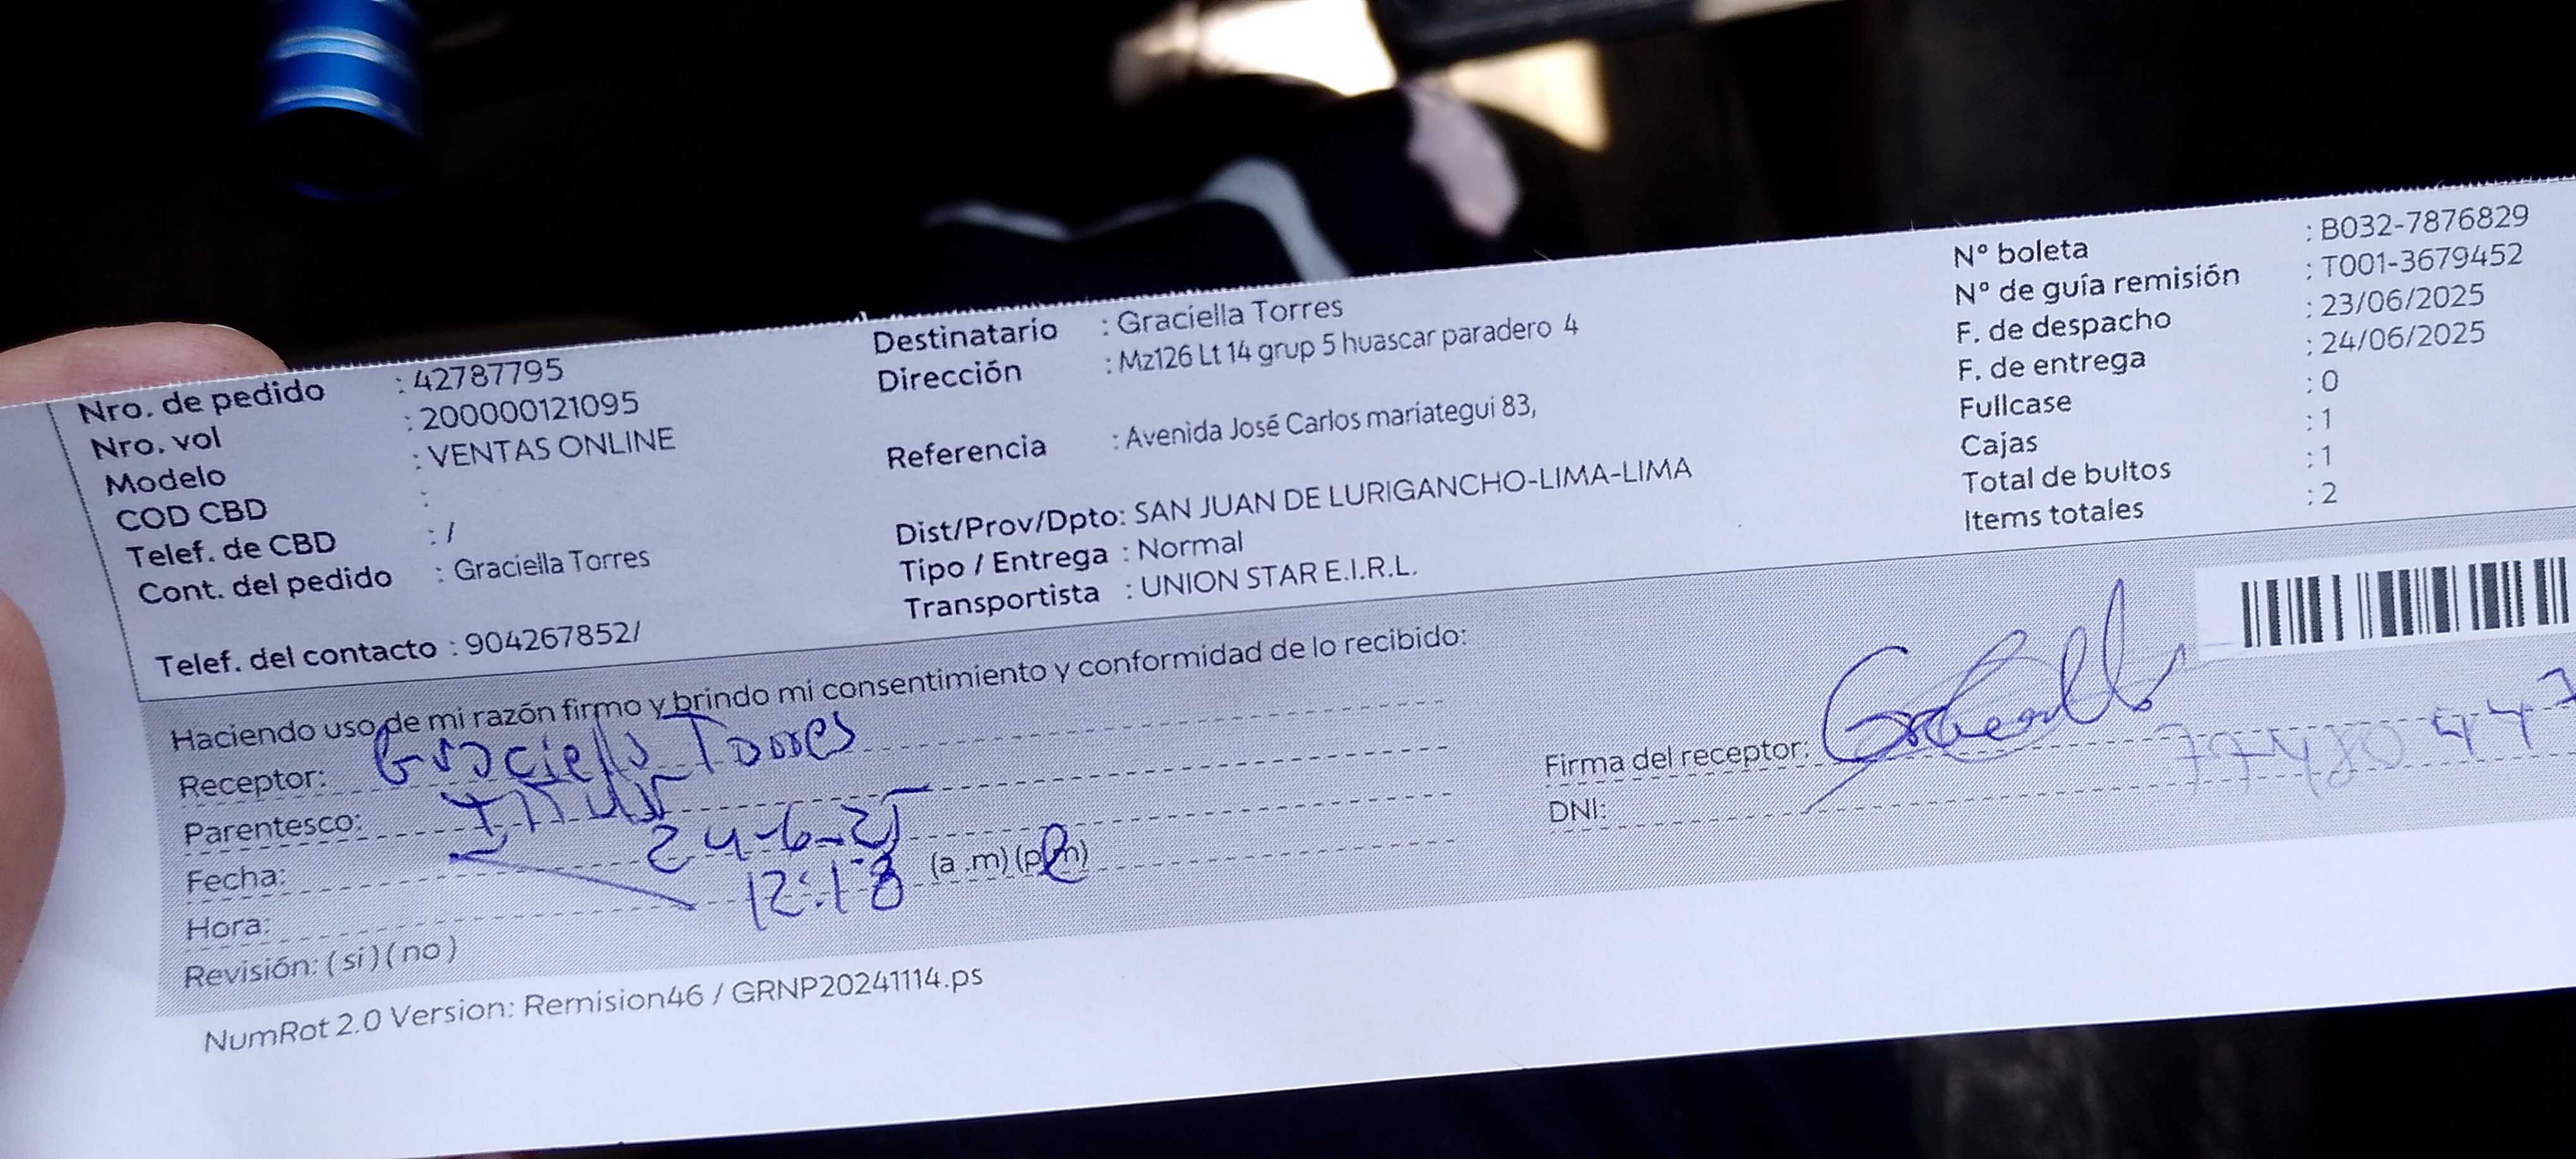 Nro. de pedido : 42787795
Nro. vol : 200000121095
Modelo : VENTAS ONLINE
COD CBD :
Telef. de CBD : /
Cont. del pedido : Graciella Torres
Telef. del contacto : 904267852/
Destinatario : Graciella Torres
Dirección : Mz126 Lt 14 grup 5 huascar paradero 4
Referencia : Avenida José Carlos mariategui 83,
Dist/Prov/Dpto: SAN JUAN DE LURIGANCHO-LIMA-LIMA
Tipo / Entrega : Normal
Transportista : UNION STAR E.I.R.L.
Nº boleta : B032-7876829
Nº de guía remisión : T001-3679452
F. de despacho : 23/06/2025
F. de entrega : 24/06/2025
Fullcase : 0
Cajas : 1
Total de bultos : 1
Items totales : 2
Haciendo uso de mi razón firmo y brindo mi consentimiento y conformidad de lo recibido:
Receptor: Graciella Torres
Parentesco:
Fecha: 24-6-25
Hora: 12:18 (a .m) (p.m)
Revisión: ( si ) ( no )
Firma del receptor:
DNI:
NumRot 2.0 Version: Remision46 / GRNP20241114.ps